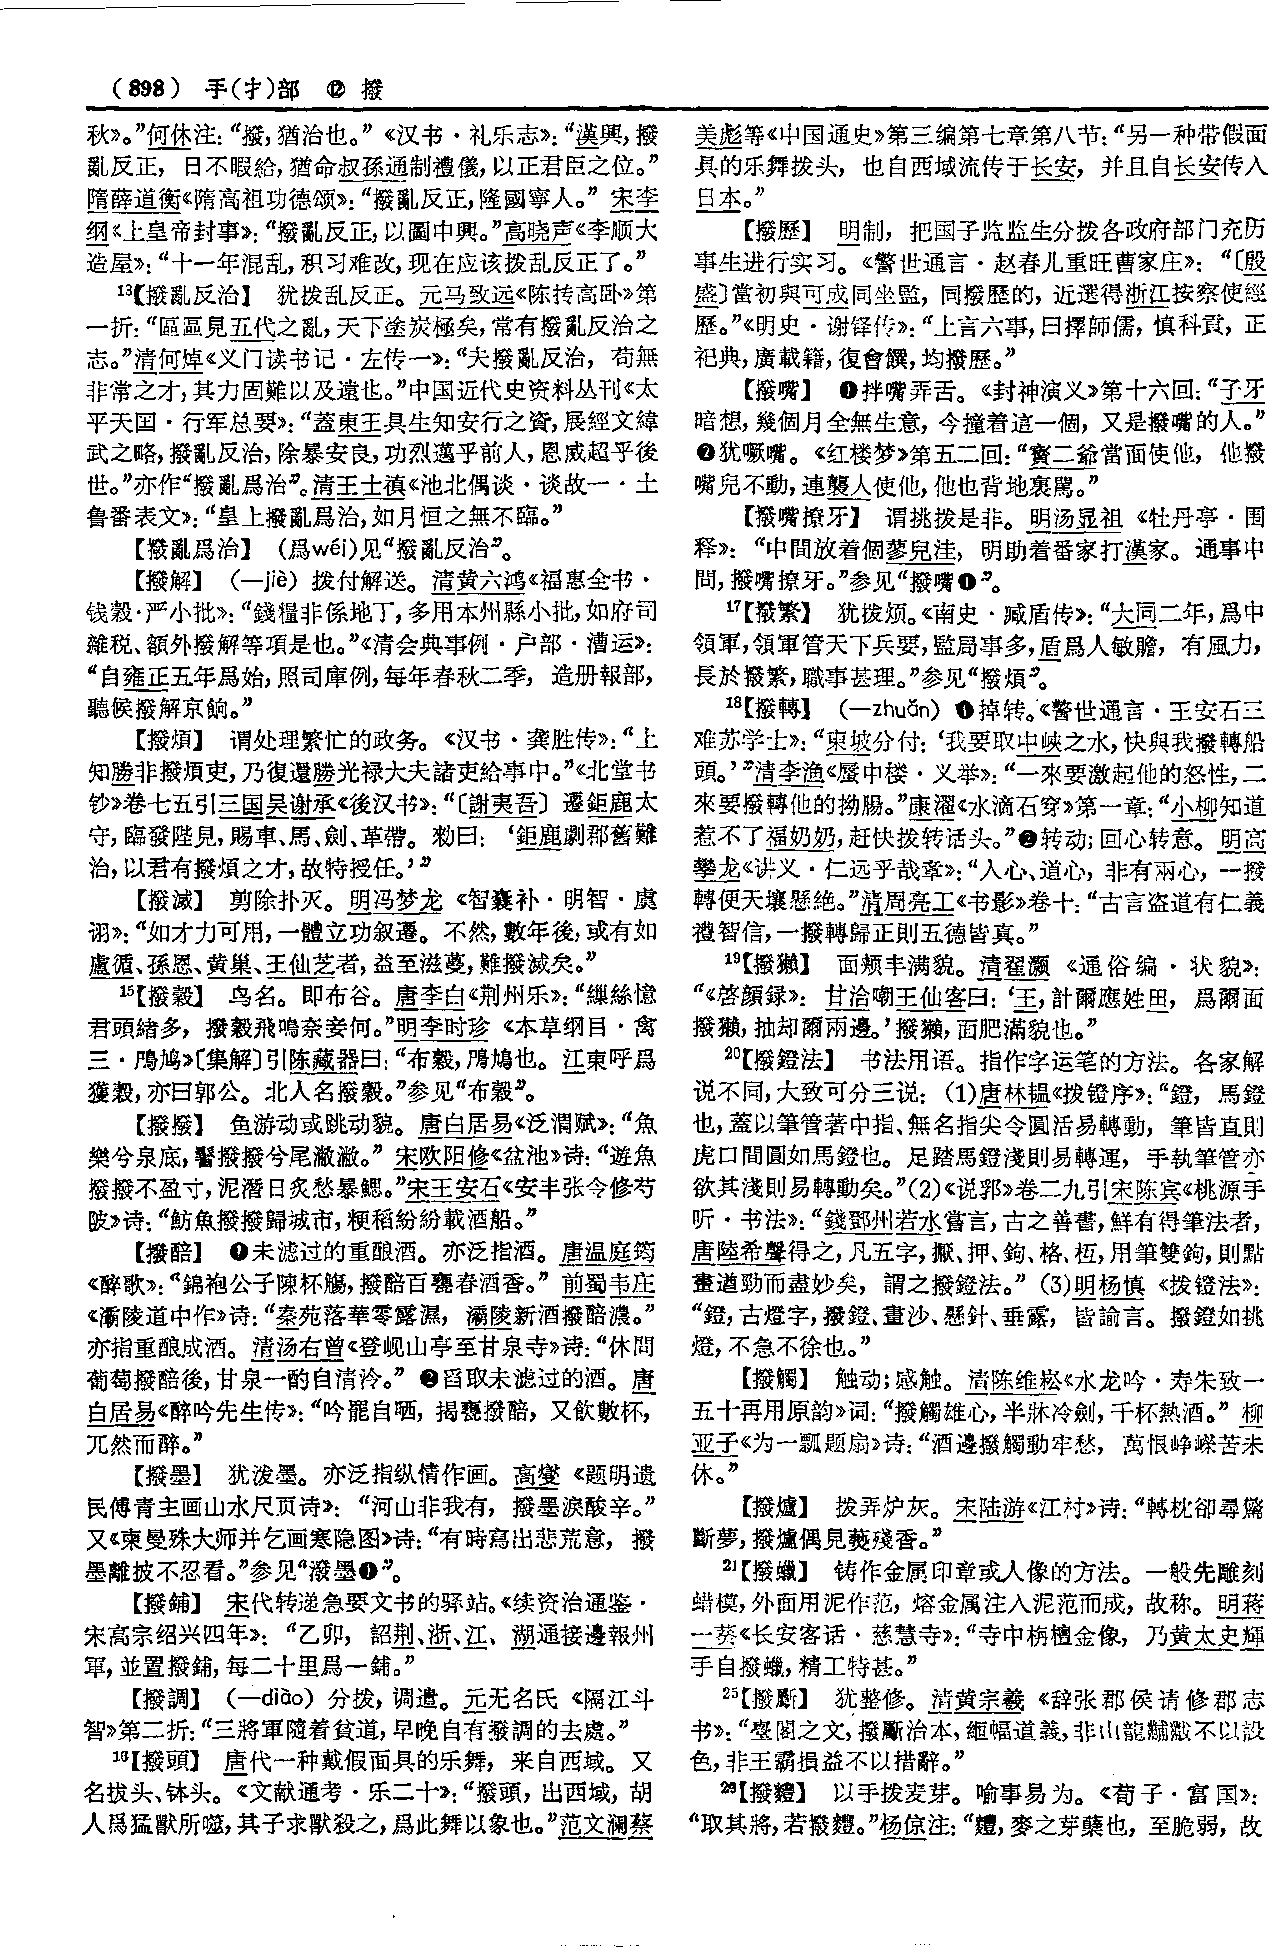 （898） 手(扌)部 ⑫ 撥
秋》。”何休注：“撥，猶治也。”《汉书·礼乐志》：“漢興，撥
亂反正，日不暇給，猶命叔孫通制禮儀，以正君臣之位。”
隋薛道衡《隋高祖功德颂》：“撥亂反正，隆國寧人。”宋李
纲《上皇帝封事》：“撥亂反正，以圖中興。”高晓声《李顺大
造屋》：“十一年混乱，积习难改，现在应该拨乱反正了。”
¹³【撥亂反治】 犹拨乱反正。元马致远《陈抟高卧》第
一折：“區區見五代之亂，天下塗炭極矣，常有撥亂反治之
志。”清何焯《义门读书记·左传一》：“夫撥亂反治，苟無
非常之才，其力固難以及遠也。”中国近代史资料丛刊《太
平天国·行军总要》：“蓋東王具生知安行之資，展經文緯
武之略，撥亂反治，除暴安良，功烈邁乎前人，恩威超乎後
世。”亦作“撥亂爲治”。清王士禛《池北偶谈·谈故一·土
鲁番表文》：“皇上撥亂爲治，如月恒之無不臨。”
【撥亂爲治】 （爲wéi）见“撥亂反治”。
【撥解】 （—jiè）拨付解送。清黄六鸿《福惠全书·
钱穀·严小批》：“錢糧非係地丁，多用本州縣小批，如府司
雜税、額外撥解等項是也。”《清会典事例·户部·漕运》：
“自雍正五年爲始，照司庫例，每年春秋二季，造册報部，
聽候撥解京餉。”
【撥煩】 谓处理繁忙的政务。《汉书·龚胜传》：“上
知勝非撥煩吏，乃復還勝光禄大夫諸吏給事中。”《北堂书
钞》卷七五引三国吴谢承《後汉书》：“〔謝夷吾〕遷鉅鹿太
守，臨發陛見，賜車、馬、劍、革帶。勑曰：‘鉅鹿劇郡舊難
治，以君有撥煩之才，故特授任。’”
【撥滅】 剪除扑灭。明冯梦龙《智囊补·明智·虞
诩》：“如才力可用，一體立功叙遷。不然，數年後，或有如
盧循、孫恩、黄巢、王仙芝者，益至滋蔓，難撥滅矣。”
¹⁵【撥穀】 鸟名。即布谷。唐李白《荆州乐》：“繅絲憶
君頭緒多，撥穀飛鳴奈妾何。”明李时珍《本草纲目·禽
三·鳲鸠》〔集解〕引陈藏器曰：“布穀，鳲鳩也。江東呼爲
獲穀，亦曰郭公。北人名撥穀。”参见“布穀”。
【撥撥】 鱼游动或跳动貌。唐白居易《泛渭赋》：“魚
樂兮泉底，鬐撥撥兮尾澈澈。”宋欧阳修《盆池》诗：“遊魚
撥撥不盈寸，泥潛日炙愁暴鰓。”宋王安石《安丰张令修芍
陂》诗：“魴魚撥撥歸城市，粳稻紛紛載酒船。”
【撥醅】 ❶未滤过的重酿酒。亦泛指酒。唐温庭筠
《醉歌》：“錦袍公子陳杯觴，撥醅百甕春酒香。”前蜀韦庄
《灞陵道中作》诗：“秦苑落華零露濕，灞陵新酒撥醅濃。”
亦指重酿成酒。清汤右曾《登岘山亭至甘泉寺》诗：“休問
葡萄撥醅後，甘泉一酌自清泠。”❷舀取未滤过的酒。唐
白居易《醉吟先生传》：“吟罷自晒，揭甕撥醅，又飲數杯，
兀然而醉。”
【撥墨】 犹泼墨。亦泛指纵情作画。高燮《题明遗
民傅青主画山水尺页诗》：“河山非我有，撥墨淚酸辛。”
又《柬曼殊大师并乞画寒隐图》诗：“有時寫出悲荒意，撥
墨離披不忍看。”参见“潑墨❶”。
【撥鋪】 宋代转递急要文书的驿站。《续资治通鉴·
宋高宗绍兴四年》：“乙卯，詔荆、浙、江、湖通接邊報州
軍，並置撥鋪，每二十里爲一鋪。”
【撥調】 （—diào）分拨，调遣。元无名氏《隔江斗
智》第二折：“三將軍隨着貧道，早晚自有撥調的去處。”
¹⁶【撥頭】 唐代一种戴假面具的乐舞，来自西域。又
名拔头、钵头。《文献通考·乐二十》：“撥頭，出西域，胡
人爲猛獸所噬，其子求獸殺之，爲此舞以象也。”范文澜蔡
美彪等《中国通史》第三编第七章第八节：“另一种带假面
具的乐舞拨头，也自西域流传于长安，并且自长安传入
日本。”
【撥歷】 明制，把国子监监生分拨各政府部门充历
事生进行实习。《警世通言·赵春儿重旺曹家庄》：“〔殷
盛〕當初與可成同坐監，同撥歷的，近選得浙江按察使經
歷。”《明史·谢铎传》：“上言六事，曰擇師儒，慎科貢，正
祀典，廣載籍，復會饌，均撥歷。”
【撥嘴】 ❶拌嘴弄舌。《封神演义》第十六回：“子牙
暗想，幾個月全無生意，今撞着這一個，又是撥嘴的人。”
❷犹噘嘴。《红楼梦》第五二回：“寳二爺當面使他，他撥
嘴兒不動，連襲人使他，他也背地裏罵。”
【撥嘴撩牙】 谓挑拨是非。明汤显祖《牡丹亭·围
释》：“中間放着個蓼兒洼，明助着番家打漢家。通事中
間，撥嘴撩牙。”参见“撥嘴❶”。
¹⁷【撥繁】 犹拨烦。《南史·臧盾传》：“大同二年，爲中
領軍，領軍管天下兵要，監局事多，盾爲人敏贍，有風力，
長於撥繁，職事甚理。”参见“撥煩”。
¹⁸【撥轉】 （—zhuǎn）❶掉转。《警世通言·王安石三
难苏学士》：“東坡分付：‘我要取中峽之水，快與我撥轉船
頭。’”清李渔《蜃中楼·义举》：“一來要激起他的怒性，二
來要撥轉他的拗腸。”康濯《水滴石穿》第一章：“小柳知道
惹不了福奶奶，赶快拨转话头。”❷转动；回心转意。明高
攀龙《讲义·仁远乎哉章》：“人心、道心，非有兩心，一撥
轉便天壤懸絶。”清周亮工《书影》卷十：“古言盗道有仁義
禮智信，一撥轉歸正則五德皆真。”
¹⁹【撥獺】 面颊丰满貌。清翟灏《通俗编·状貌》：
“《啓顔録》：甘洽嘲王仙客曰：‘王，計爾應姓田，爲爾面
撥獺，抽却爾兩邊。’撥獺，面肥滿貌也。”
²⁰【撥鐙法】 书法用语。指作字运笔的方法。各家解
说不同，大致可分三说：（1）唐林韫《拨镫序》：“鐙，馬鐙
也，蓋以筆管著中指、無名指尖令圓活易轉動，筆皆直則
虎口間圓如馬鐙也。足踏馬鐙淺則易轉運，手執筆管亦
欲其淺則易轉動矣。”（2）《说郛》卷二九引宋陈宾《桃源手
听·书法》：“錢鄧州若水嘗言，古之善書，鮮有得筆法者，
唐陸希聲得之，凡五字，擫、押、鉤、格、柢，用筆雙鉤，則點
畫遒勁而盡妙矣，謂之撥鐙法。”（3）明杨慎《拨镫法》：
“鐙，古燈字，撥鐙、畫沙、懸針、垂露，皆諭言。撥鐙如挑
燈，不急不徐也。”
【撥觸】 触动；感触。清陈维崧《水龙吟·寿朱致一
五十再用原韵》词：“撥觸雄心，半牀冷劍，千杯熱酒。”柳
亚子《为一瓢题扇》诗：“酒邊撥觸動牢愁，萬恨崢嶸苦未
休。”
【撥爐】 拨弄炉灰。宋陆游《江村》诗：“轉枕卻尋驚
斷夢，撥爐偶見爇殘香。”
²¹【撥蠟】 铸作金属印章或人像的方法。一般先雕刻
蜡模，外面用泥作范，熔金属注入泥范而成，故称。明蒋
一葵《长安客话·慈慧寺》：“寺中栴檀金像，乃黄太史輝
手自撥蠟，精工特甚。”
²⁵【撥斸】 犹整修。清黄宗羲《辞张郡侯请修郡志
书》：“臺閣之文，撥斸治本，緪幅道義，非山龍黼黻不以設
色，非王霸損益不以措辭。”
²⁹【撥麷】 以手拨麦芽。喻事易为。《荀子·富国》：
“取其將，若撥麷。”杨倞注：“麷，麥之芽蘖也，至脆弱，故